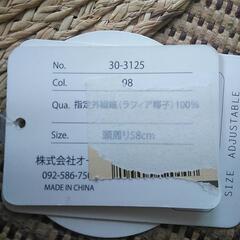 No. 30-3125
Col. 98
Qua. 指定外繊維(ラフィア椰子)100%
Size. 頭周り58cm
株式会社オー
092-586-750
MADE IN CHINA
SIZE ADJUSTABLE